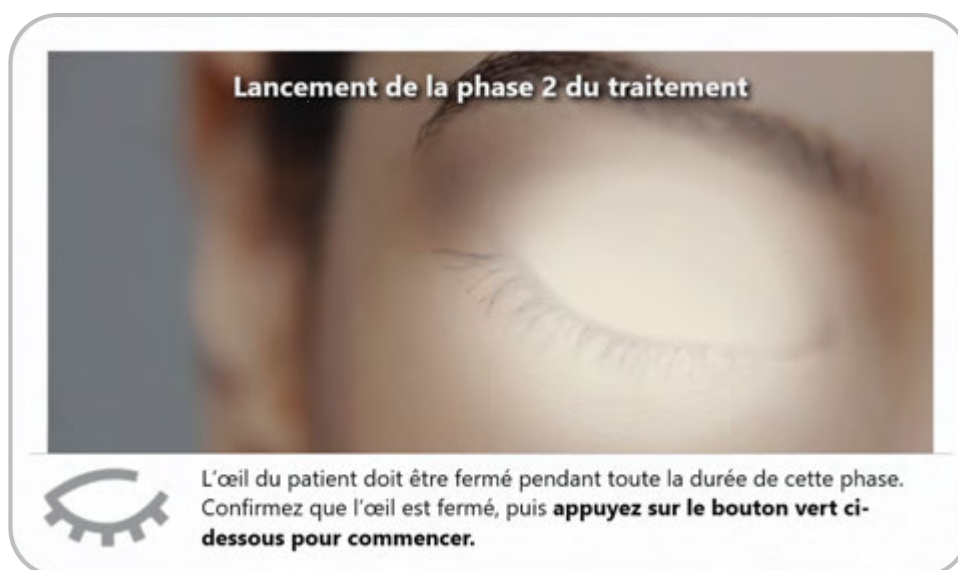 Lancement de la phase 2 du traitement
L'œil du patient doit être fermé pendant toute la durée de cette phase.
Confirmez que l'œil est fermé, puis appuyez sur le bouton vert ci-
dessous pour commencer.